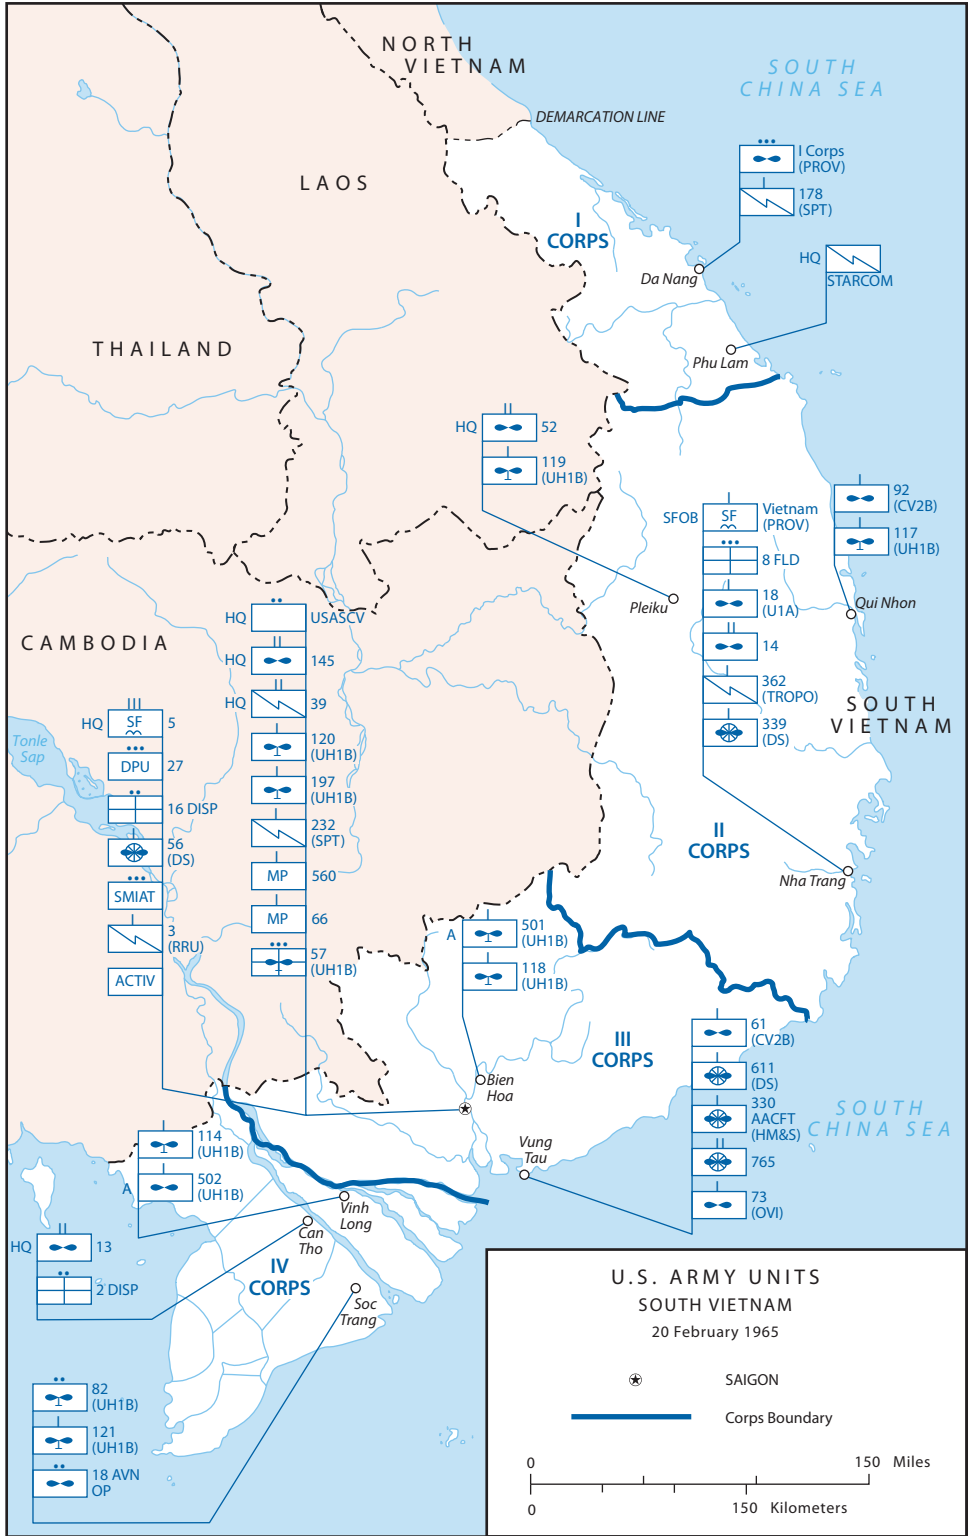 NORTH
VIETNAM
SOUTH
CHINA SEA
DEMARCATION LINE
LAOS
I Corps
(PROV)
178
(SPT)
I
CORPS
HQ
STARCOM
Da Nang
THAILAND
Phu Lam
HQ
52
119
(UH1B)
92
(CV2B)
117
(UH1B)
SFOB
SF
Vietnam
(PROV)
8 FLD
18
(U1A)
14
362
(TROPO)
339
(DS)
Pleiku
Qui Nhon
CAMBODIA
HQ
USASCV
HQ
145
HQ
39
120
(UH1B)
197
(UH1B)
232
(SPT)
MP
560
MP
66
57
(UH1B)
HQ
SF
5
DPU
27
16 DISP
56
(DS)
SMIAT
3
(RRU)
ACTIV
Tonle
Sap
SOUTH
VIETNAM
II
CORPS
Nha Trang
A
501
(UH1B)
118
(UH1B)
III
CORPS
61
(CV2B)
611
(DS)
330
AACFT
(HM&S)
765
73
(OVI)
Bien
Hoa
SOUTH
CHINA SEA
Vung
Tau
114
(UH1B)
A
502
(UH1B)
Vinh
Long
Can
Tho
HQ
13
2 DISP
IV
CORPS
Soc
Trang
82
(UH1B)
121
(UH1B)
18 AVN
OP
U.S. ARMY UNITS
SOUTH VIETNAM
20 February 1965
SAIGON
Corps Boundary
0 150 Miles
0 150 Kilometers